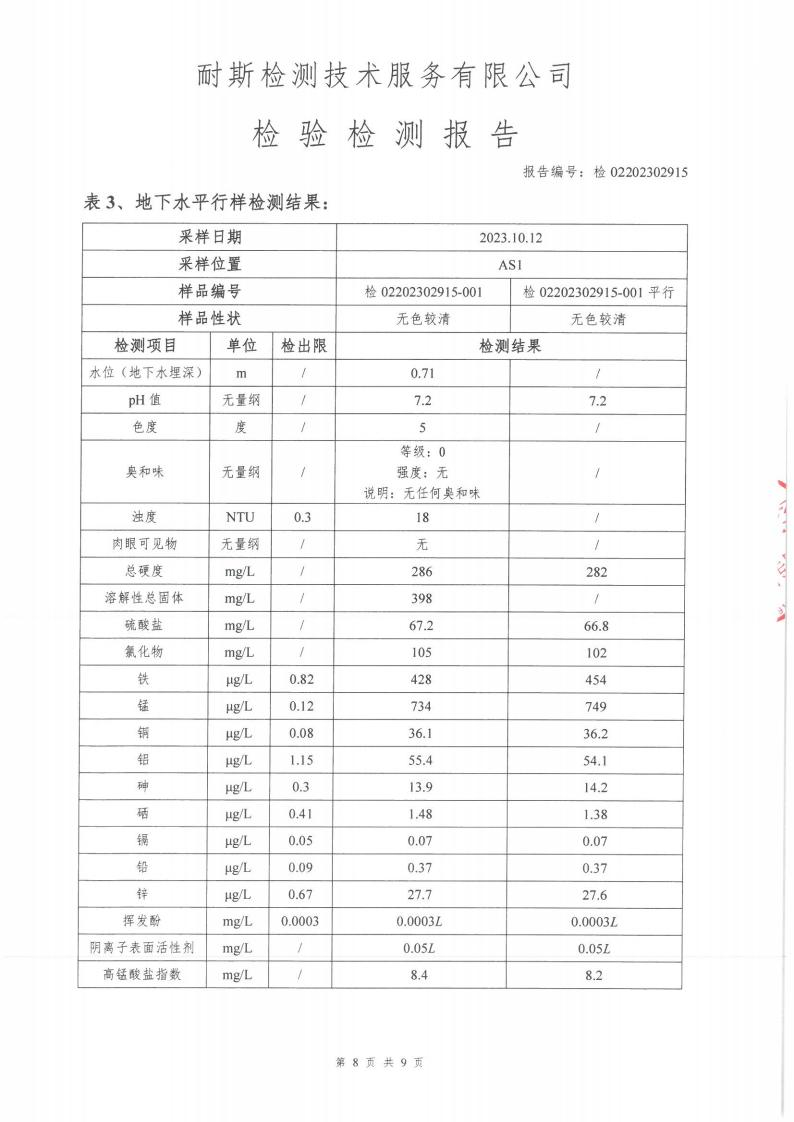 耐斯检测技术服务有限公司
检验检测报告
报告编号：检 02202302915
表 3、地下水平行样检测结果：
采样日期 2023.10.12
采样位置 AS1
样品编号 检 02202302915-001 检 02202302915-001 平行
样品性状 无色较清 无色较清
检测项目 单位 检出限 检测结果
水位（地下水埋深） m / 0.71 /
pH 值 无量纲 / 7.2 7.2
色度 度 / 5 /
臭和味 无量纲 / 等级：0 /
强度：无
说明：无任何臭和味
浊度 NTU 0.3 18 /
肉眼可见物 无量纲 / 无 /
总硬度 mg/L / 286 282
溶解性总固体 mg/L / 398 /
硫酸盐 mg/L / 67.2 66.8
氯化物 mg/L / 105 102
铁 μg/L 0.82 428 454
锰 μg/L 0.12 734 749
铜 μg/L 0.08 36.1 36.2
铝 μg/L 1.15 55.4 54.1
砷 μg/L 0.3 13.9 14.2
硒 μg/L 0.41 1.48 1.38
镉 μg/L 0.05 0.07 0.07
铅 μg/L 0.09 0.37 0.37
锌 μg/L 0.67 27.7 27.6
挥发酚 mg/L 0.0003 0.0003L 0.0003L
阴离子表面活性剂 mg/L / 0.05L 0.05L
高锰酸盐指数 mg/L / 8.4 8.2
第 8 页 共 9 页